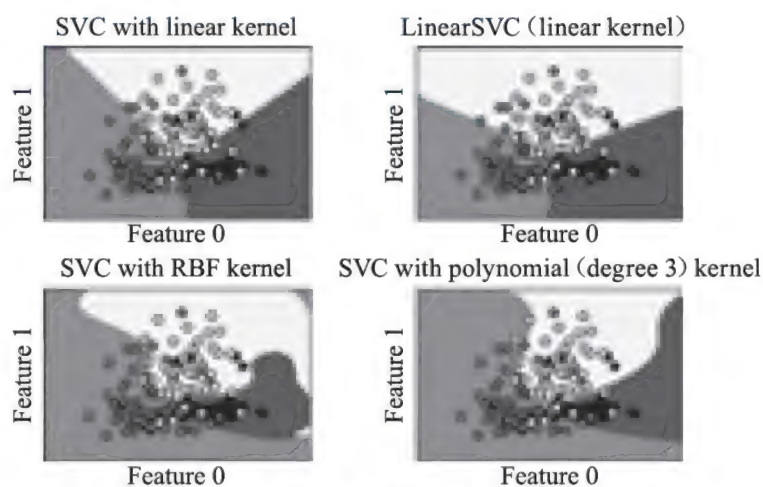 SVC with linear kernel
LinearSVC (linear kernel)
Feature 1
Feature 1
Feature 0
Feature 0
SVC with RBF kernel
SVC with polynomial (degree 3) kernel
Feature 1
Feature 1
Feature 0
Feature 0